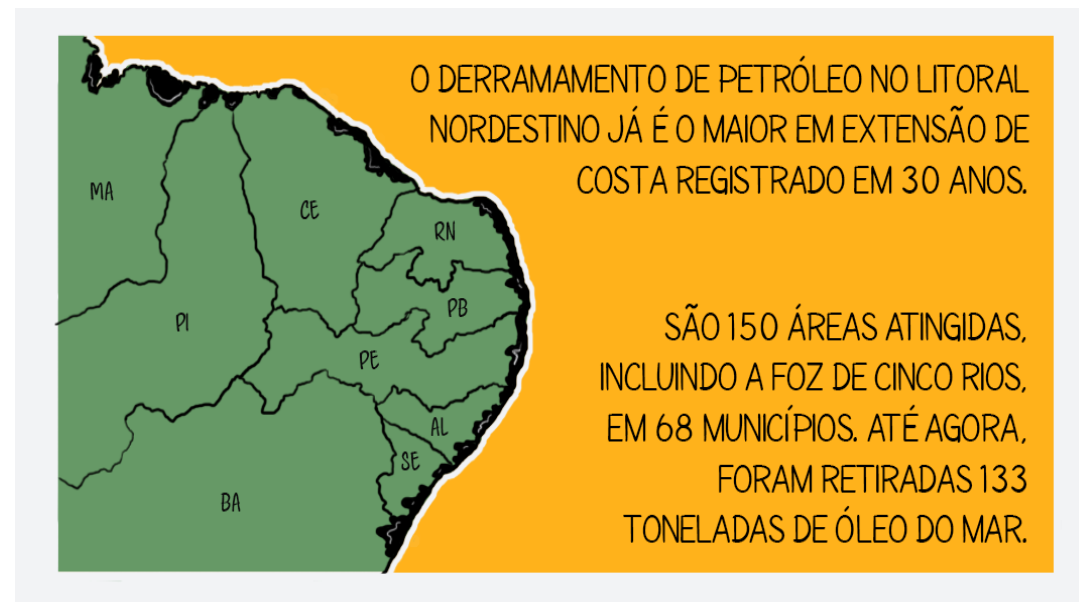 O DERRAMAMENTO DE PETRÓLEO NO LITORAL
NORDESTINO JÁ É O MAIOR EM EXTENSÃO DE
COSTA REGISTRADO EM 30 ANOS.
SÃO 150 ÁREAS ATINGIDAS,
INCLUINDO A FOZ DE CINCO RIOS,
EM 68 MUNICÍPIOS. ATÉ AGORA,
FORAM RETIRADAS 133
TONELADAS DE ÓLEO DO MAR.
MA
CE
RN
PI
PB
PE
AL
SE
BA